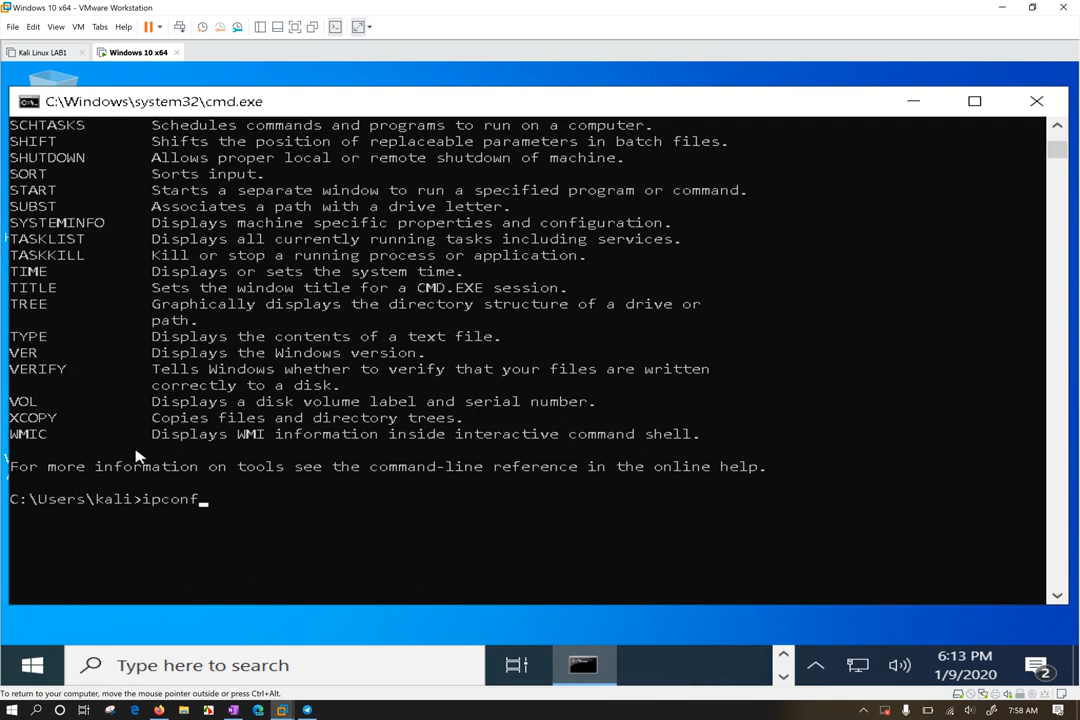 Windows 10 x64 - VMware Workstation
File Edit View VM Tabs Help
Kali Linux LAB1
Windows 10 x64
C:\Windows\system32\cmd.exe
SCHTASKS Schedules commands and programs to run on a computer.
SHIFT Shifts the position of replaceable parameters in batch files.
SHUTDOWN Allows proper local or remote shutdown of machine.
SORT Sorts input.
START Starts a separate window to run a specified program or command.
SUBST Associates a path with a drive letter.
SYSTEMINFO Displays machine specific properties and configuration.
TASKLIST Displays all currently running tasks including services.
TASKKILL Kill or stop a running process or application.
TIME Displays or sets the system time.
TITLE Sets the window title for a CMD.EXE session.
TREE Graphically displays the directory structure of a drive or
path.
TYPE Displays the contents of a text file.
VER Displays the Windows version.
VERIFY Tells Windows whether to verify that your files are written
correctly to a disk.
VOL Displays a disk volume label and serial number.
XCOPY Copies files and directory trees.
WMIC Displays WMI information inside interactive command shell.
For more information on tools see the command-line reference in the online help.
C:\Users\kali>ipconf_
Type here to search
6:13 PM
1/9/2020
2
To return to your computer, move the mouse pointer outside or press Ctrl+Alt.
7:58 AM